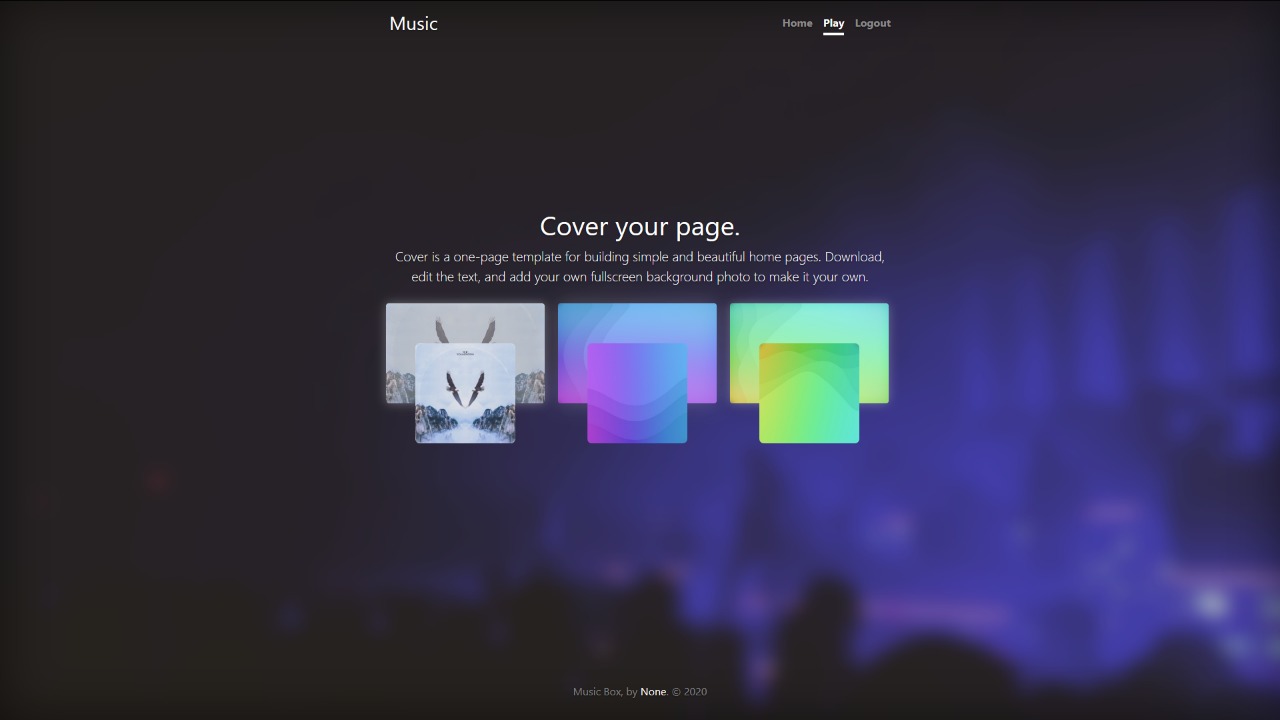 Music
Home Play Logout
Cover your page.
Cover is a one-page template for building simple and beautiful home pages. Download,
edit the text, and add your own fullscreen background photo to make it your own.
Music Box, by None. © 2020